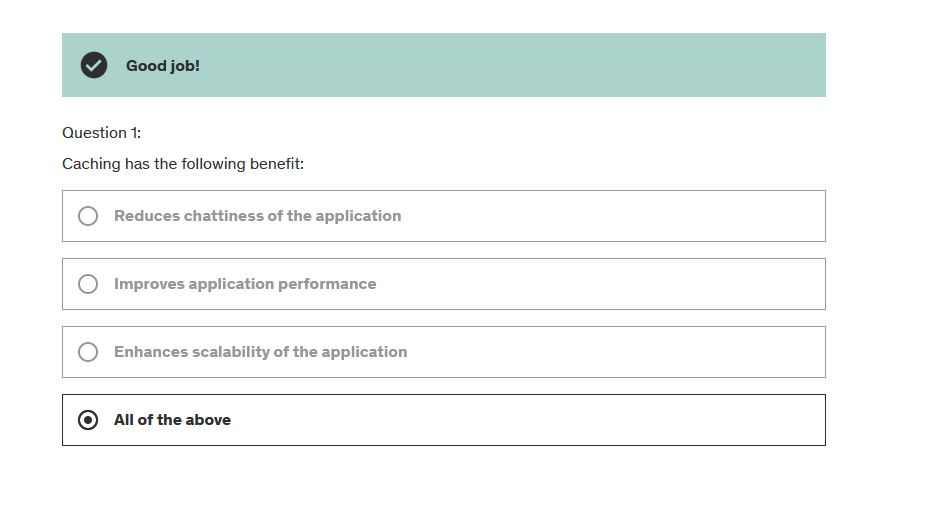 Good job!
Question 1:
Caching has the following benefit:
Reduces chattiness of the application
Improves application performance
Enhances scalability of the application
All of the above